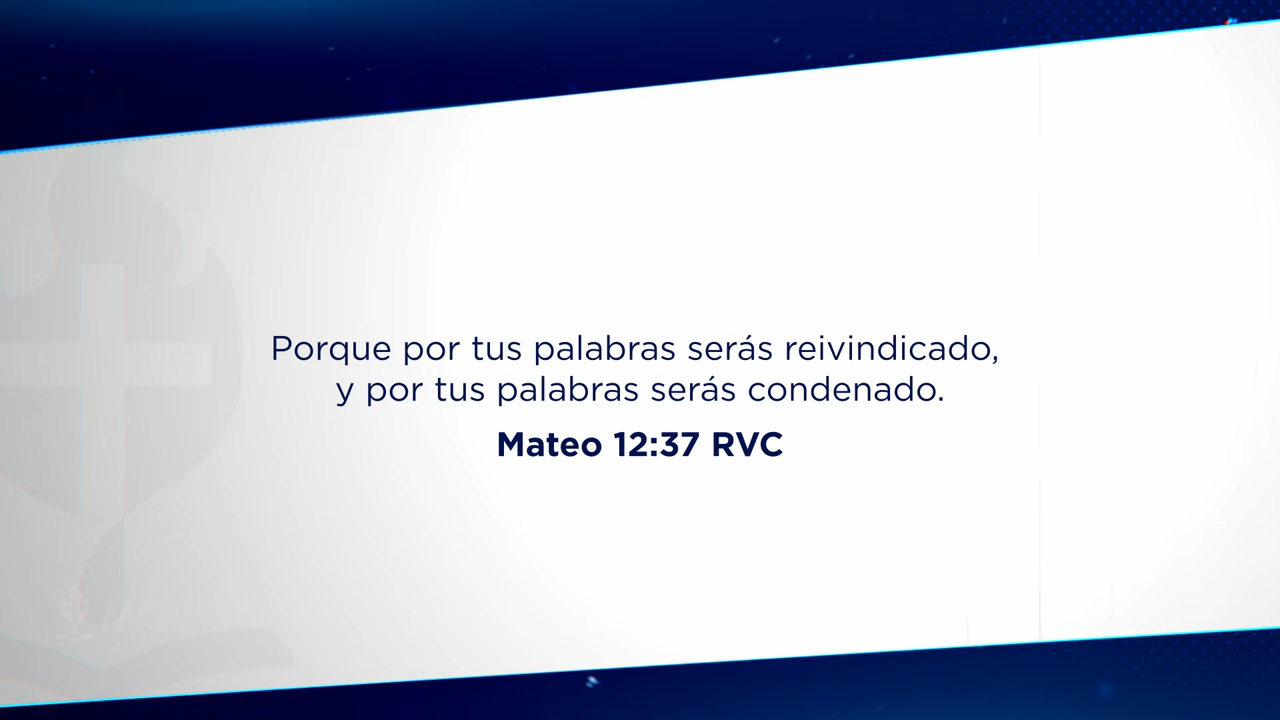 Porque por tus palabras serás reivindicado,
y por tus palabras serás condenado.
Mateo 12:37 RVC